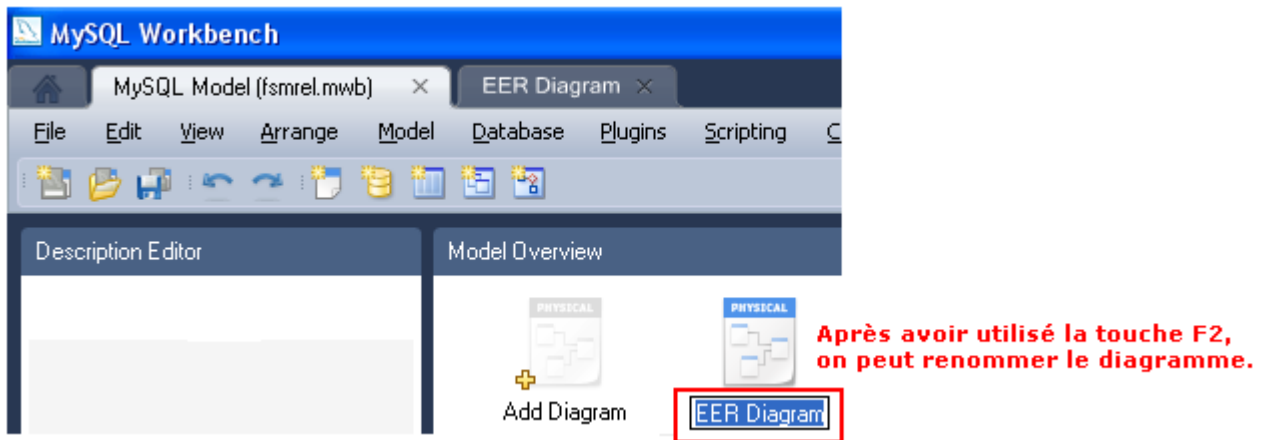 MySQL Workbench
MySQL Model (fsmrel.mwb) × EER Diagram ×
File Edit View Arrange Model Database Plugins Scripting C
Description Editor Model Overview
PHYSICAL PHYSICAL
Après avoir utilisé la touche F2,
on peut renommer le diagramme.
Add Diagram EER Diagram